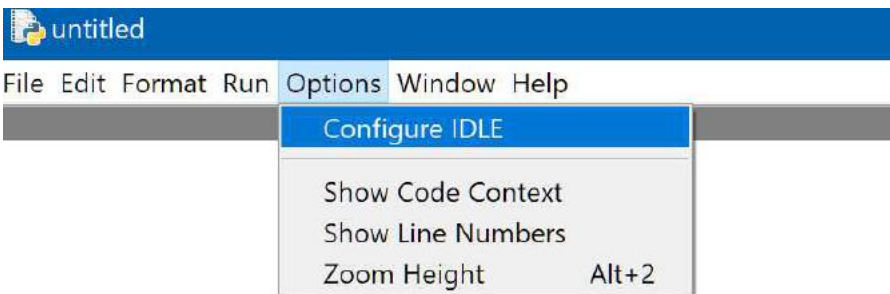 untitled
File Edit Format Run Options Window Help
Configure IDLE
Show Code Context
Show Line Numbers
Zoom Height Alt+2